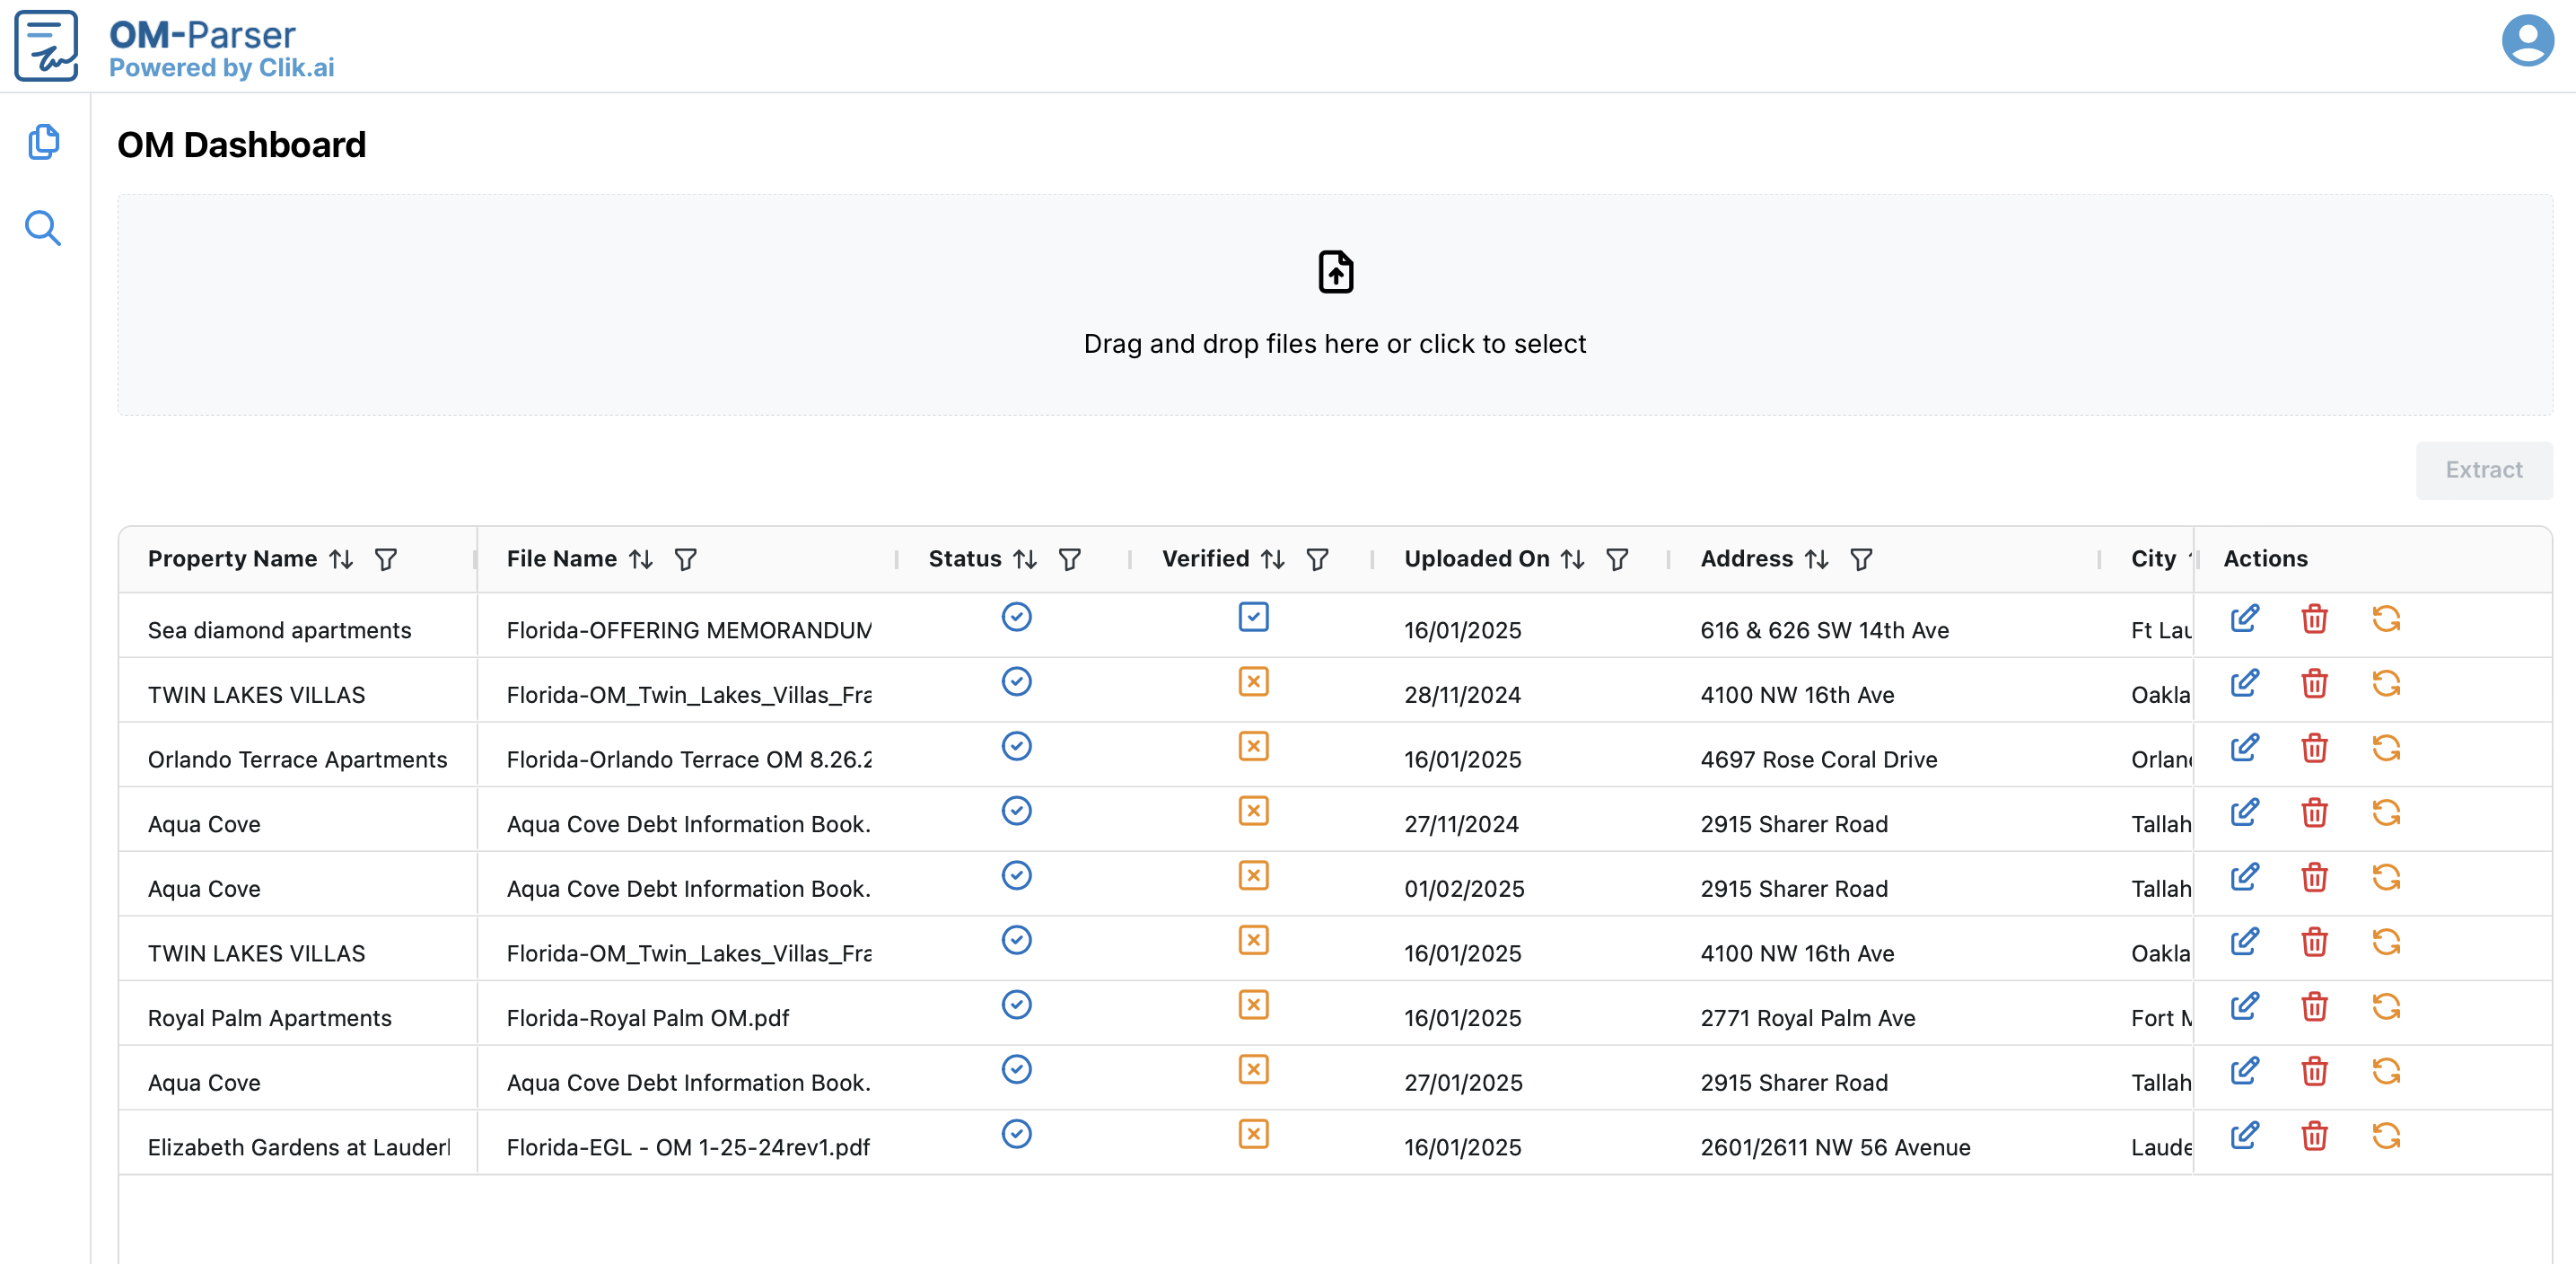 OM-Parser
Powered by Clik.ai
OM Dashboard
Drag and drop files here or click to select
Extract
Property Name File Name Status Verified Uploaded On Address City Actions
Sea diamond apartments Florida-OFFERING MEMORANDUM 16/01/2025 616 & 626 SW 14th Ave Ft Lau
TWIN LAKES VILLAS Florida-OM_Twin_Lakes_Villas_Fra 28/11/2024 4100 NW 16th Ave Oakla
Orlando Terrace Apartments Florida-Orlando Terrace OM 8.26.2 16/01/2025 4697 Rose Coral Drive Orland
Aqua Cove Aqua Cove Debt Information Book. 27/11/2024 2915 Sharer Road Tallah
Aqua Cove Aqua Cove Debt Information Book. 01/02/2025 2915 Sharer Road Tallah
TWIN LAKES VILLAS Florida-OM_Twin_Lakes_Villas_Fra 16/01/2025 4100 NW 16th Ave Oakla
Royal Palm Apartments Florida-Royal Palm OM.pdf 16/01/2025 2771 Royal Palm Ave Fort M
Aqua Cove Aqua Cove Debt Information Book. 27/01/2025 2915 Sharer Road Tallah
Elizabeth Gardens at Lauderl Florida-EGL - OM 1-25-24rev1.pdf 16/01/2025 2601/2611 NW 56 Avenue Laude